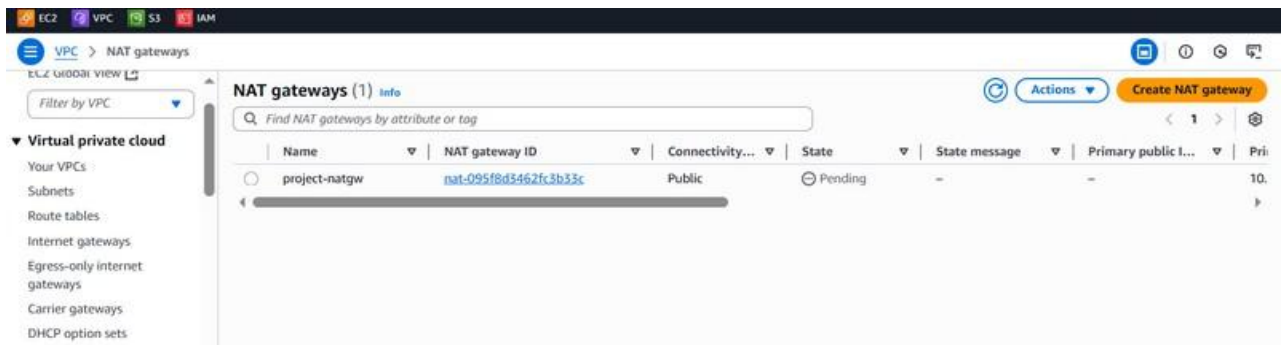 EC2 VPC S3 IAM
VPC > NAT gateways
EC2 Global View
Filter by VPC
Virtual private cloud
Your VPCs
Subnets
Route tables
Internet gateways
Egress-only internet
gateways
Carrier gateways
DHCP option sets
NAT gateways (1) Info
Actions
Create NAT gateway
Find NAT gateways by attribute or tag
1
Name NAT gateway ID Connectivity... State State message Primary public I... Pri
project-natgw nat-095f8d3462fc3b33c Public Pending – – 10.